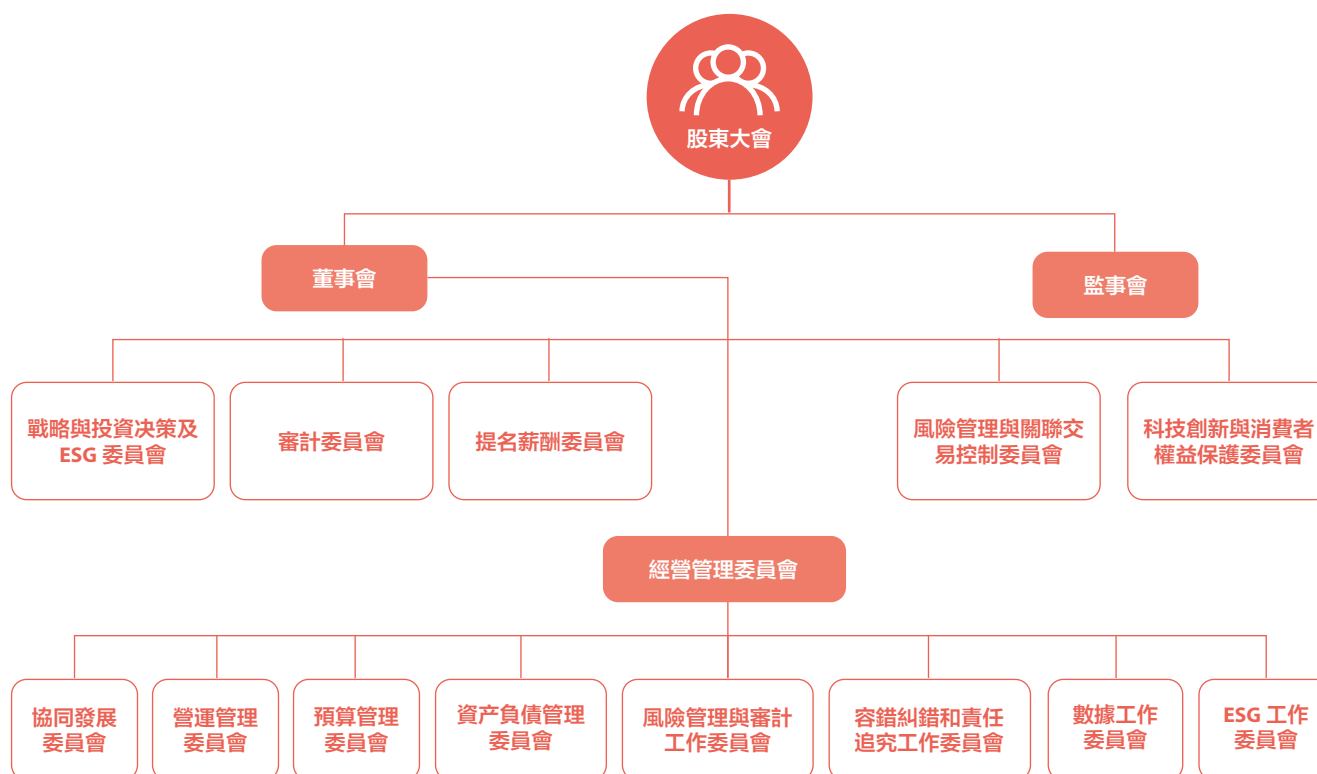 股東大會
董事會
監事會
戰略與投資决策及
ESG 委員會
審計委員會
提名薪酬委員會
風險管理與關聯交
易控制委員會
科技創新與消費者
權益保護委員會
經營管理委員會
協同發展
委員會
營運管理
委員會
預算管理
委員會
資产負債管理
委員會
風險管理與審計
工作委員會
容錯糾錯和責任
追究工作委員會
數據工作
委員會
ESG 工作
委員會